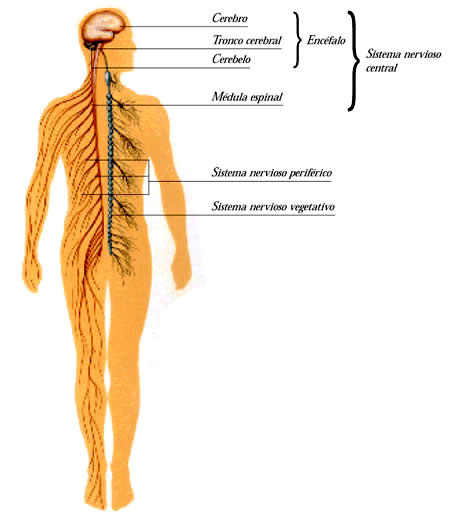 Cerebro
Tronco cerebral
Cerebelo
Encéfalo
Médula espinal
Sistema nervioso
central
Sistema nervioso periférico
Sistema nervioso vegetativo